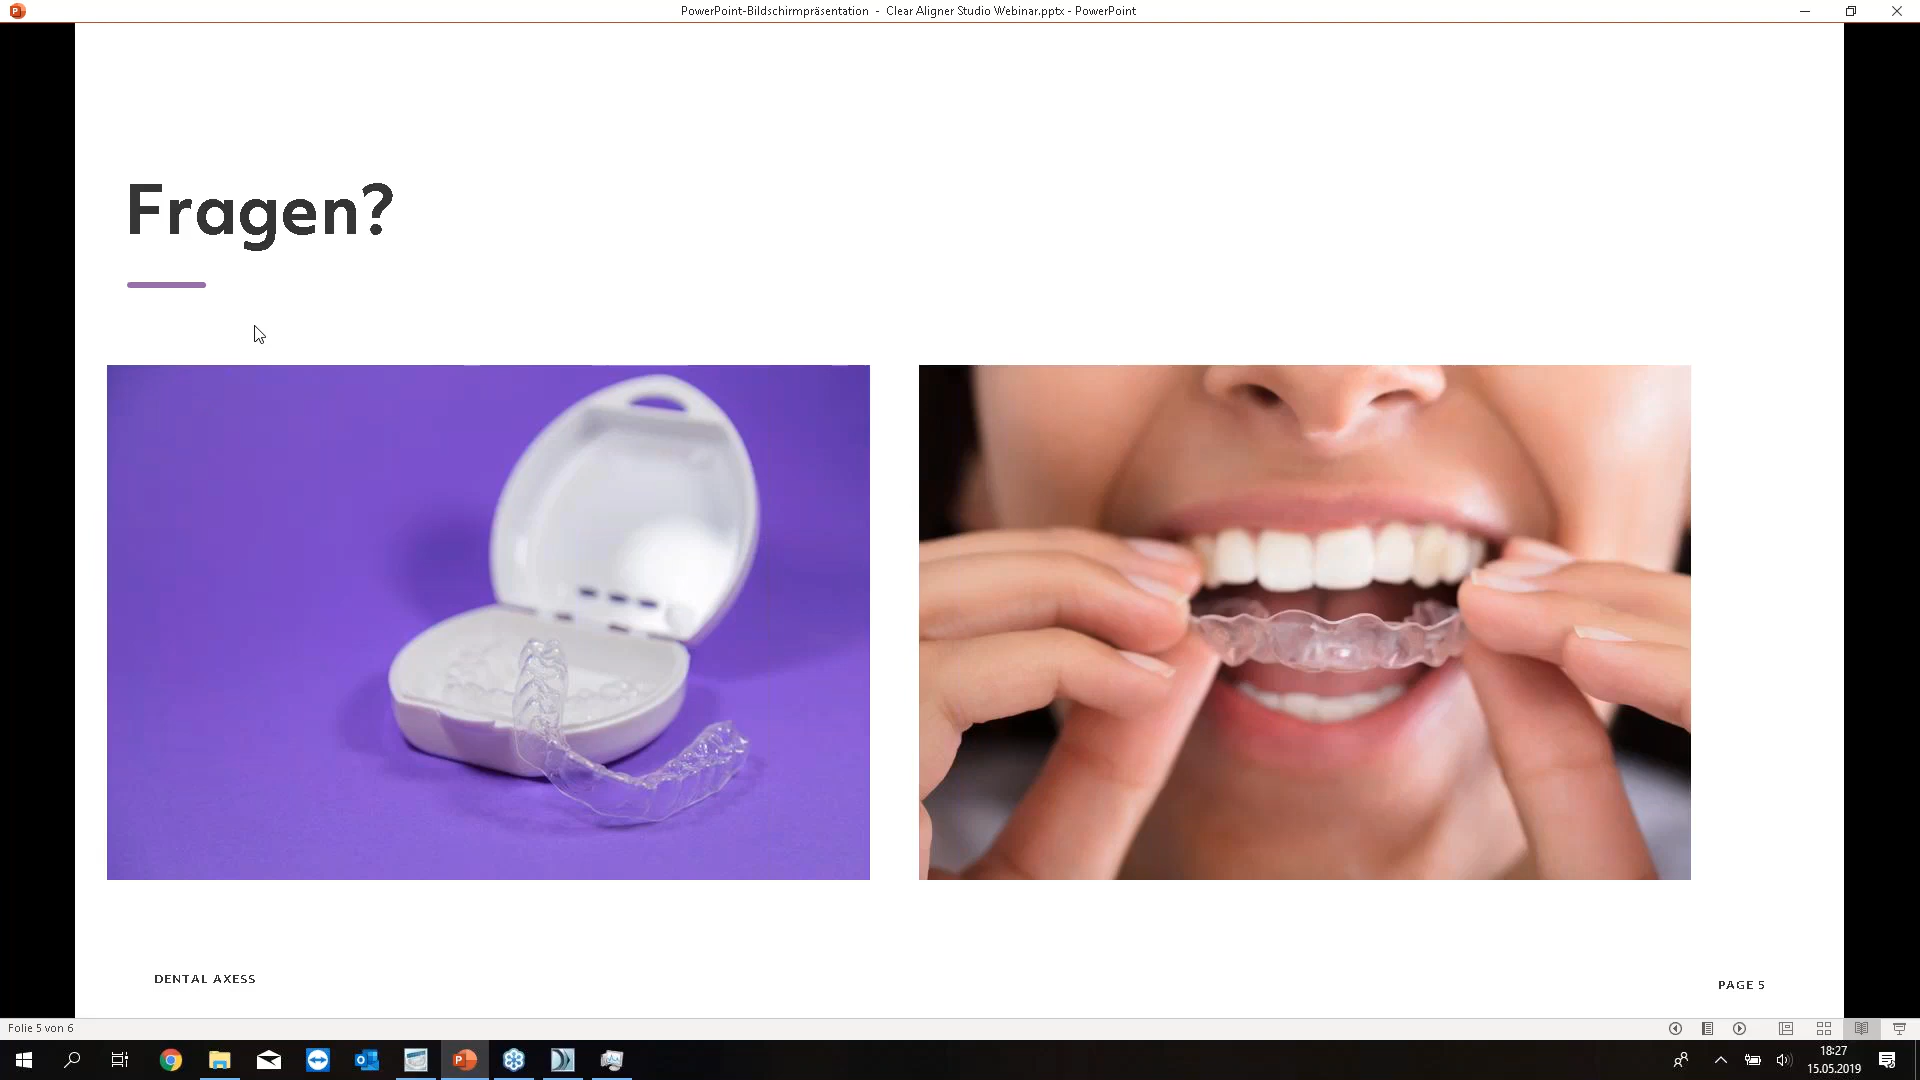 PowerPoint-Bildschirmpräsentation - Clear Aligner Studio Webinar.pptx - PowerPoint
Fragen?
DENTAL AXESS
PAGE 5
Folie 5 von 6
18:27
15.05.2019